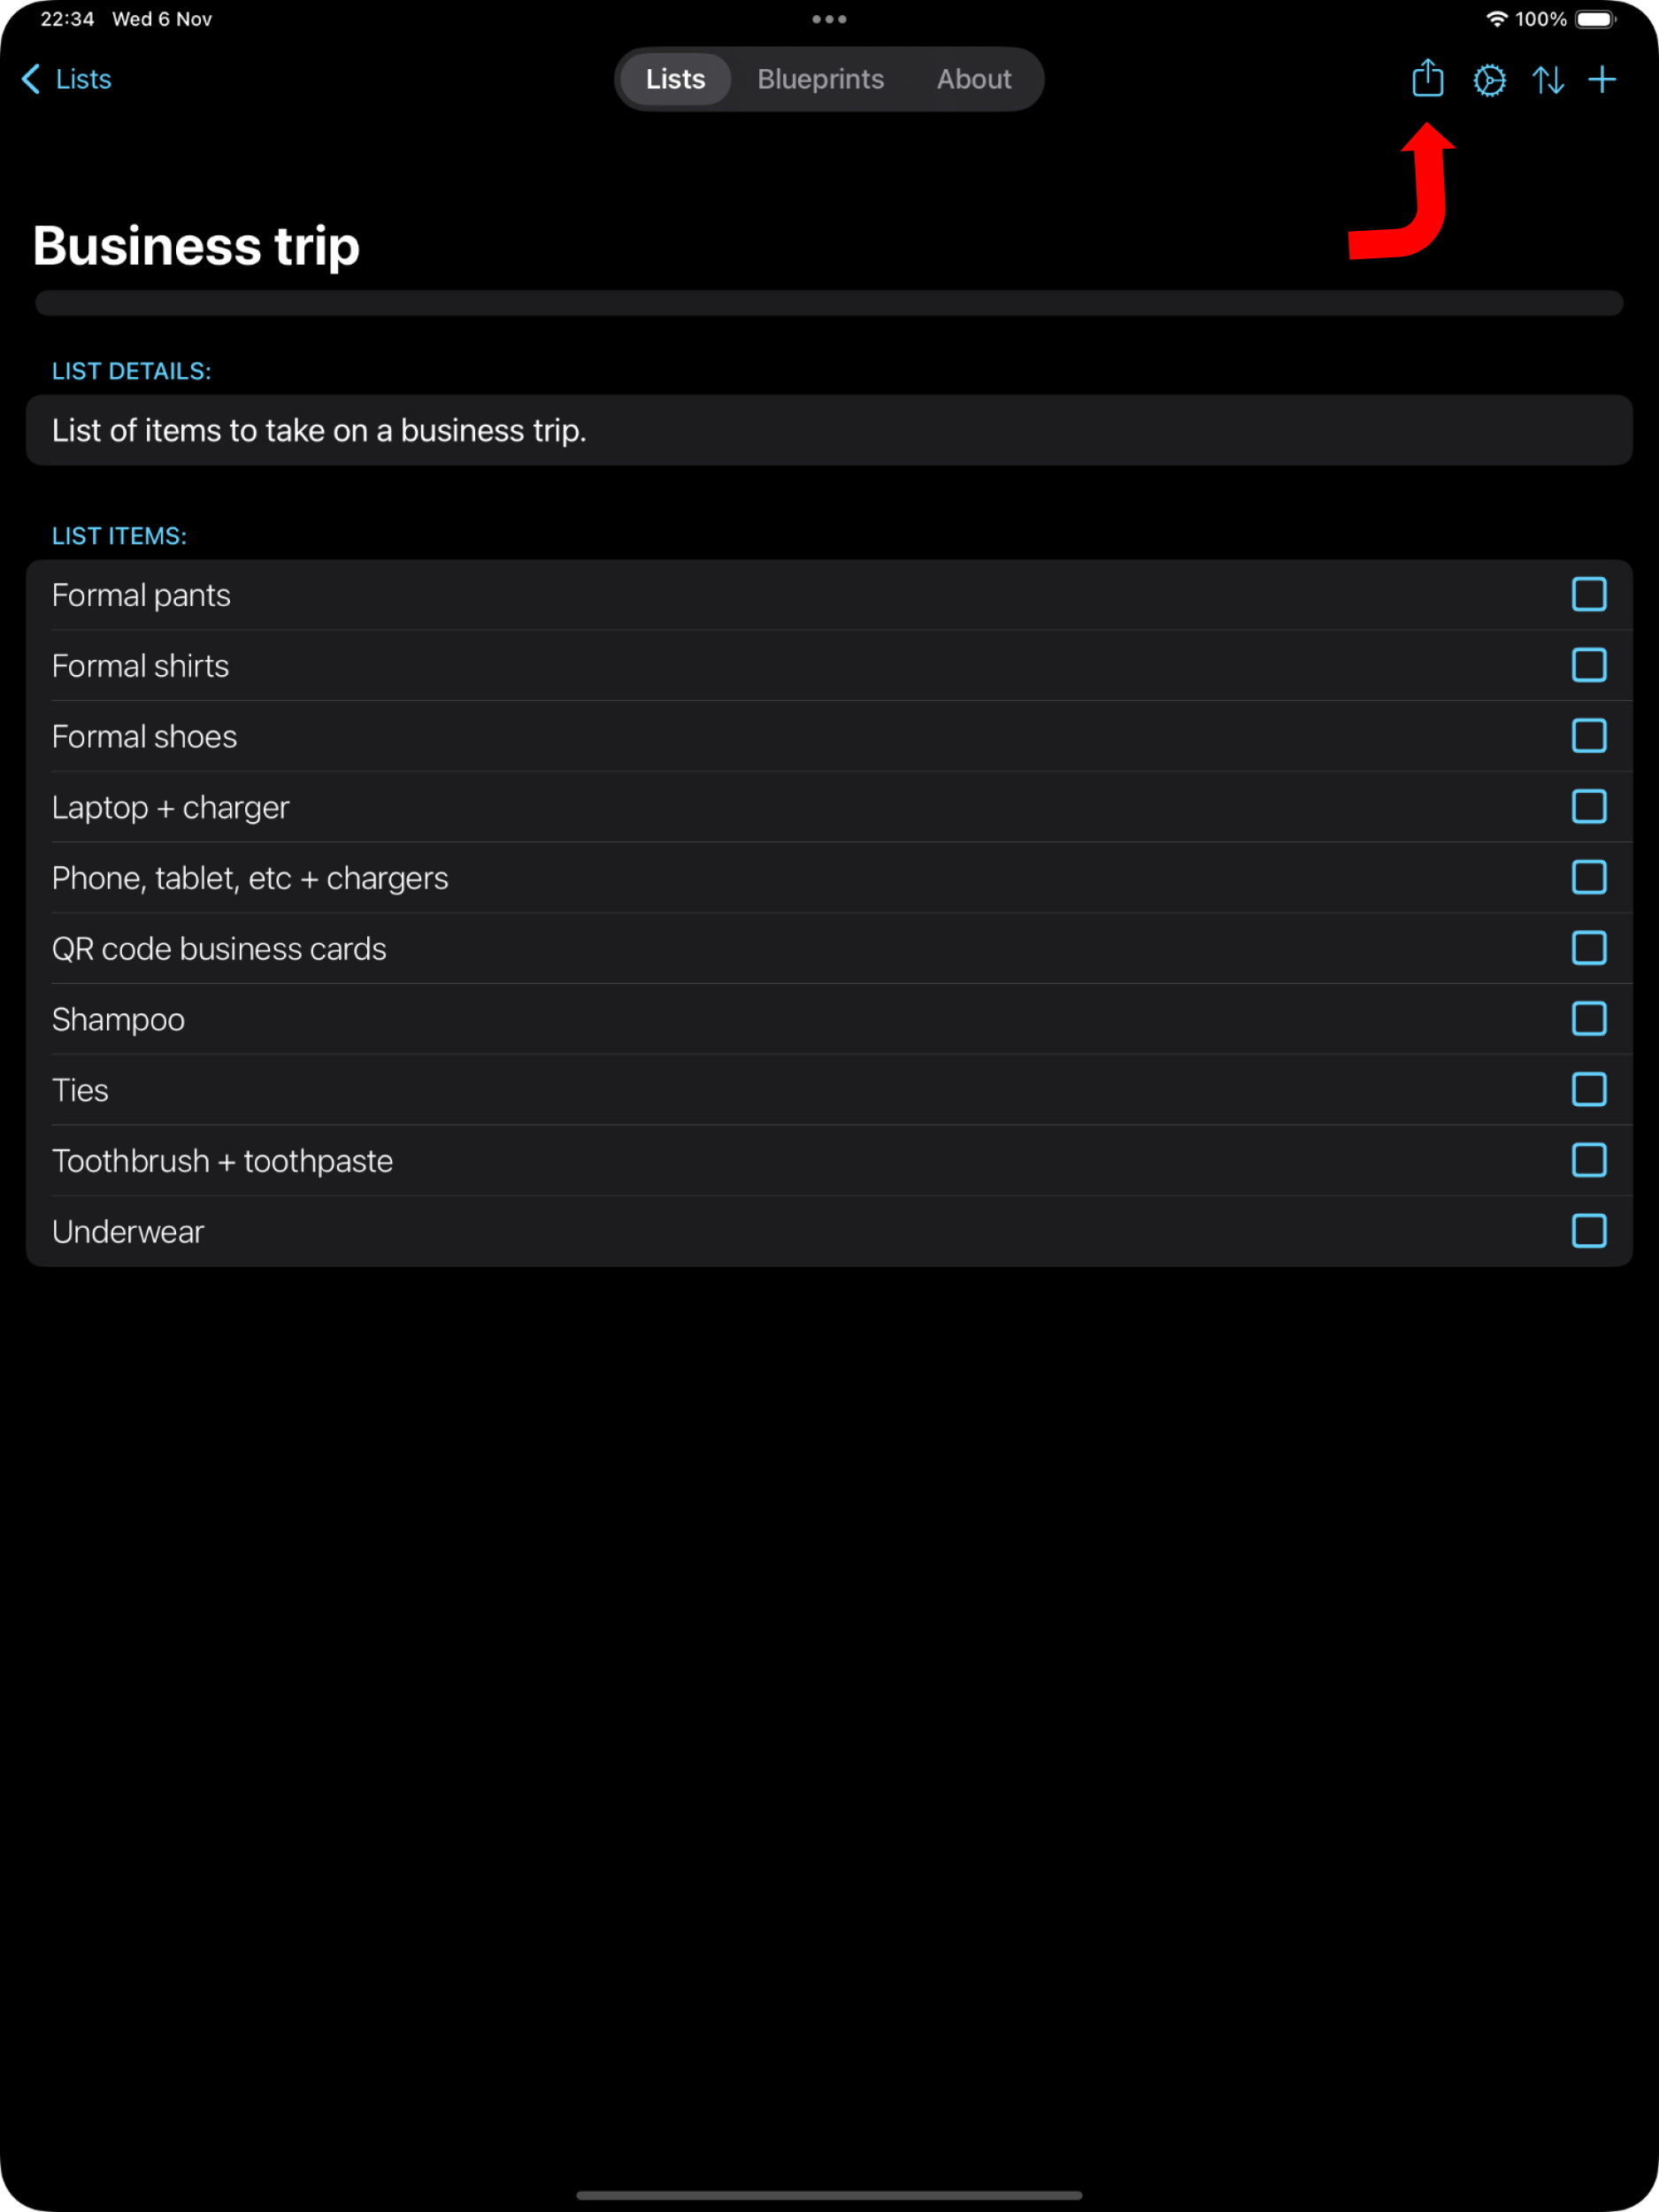 22:34 Wed 6 Nov
100%
Lists
Lists Blueprints About
Business trip
LIST DETAILS:
List of items to take on a business trip.
LIST ITEMS:
Formal pants
Formal shirts
Formal shoes
Laptop + charger
Phone, tablet, etc + chargers
QR code business cards
Shampoo
Ties
Toothbrush + toothpaste
Underwear